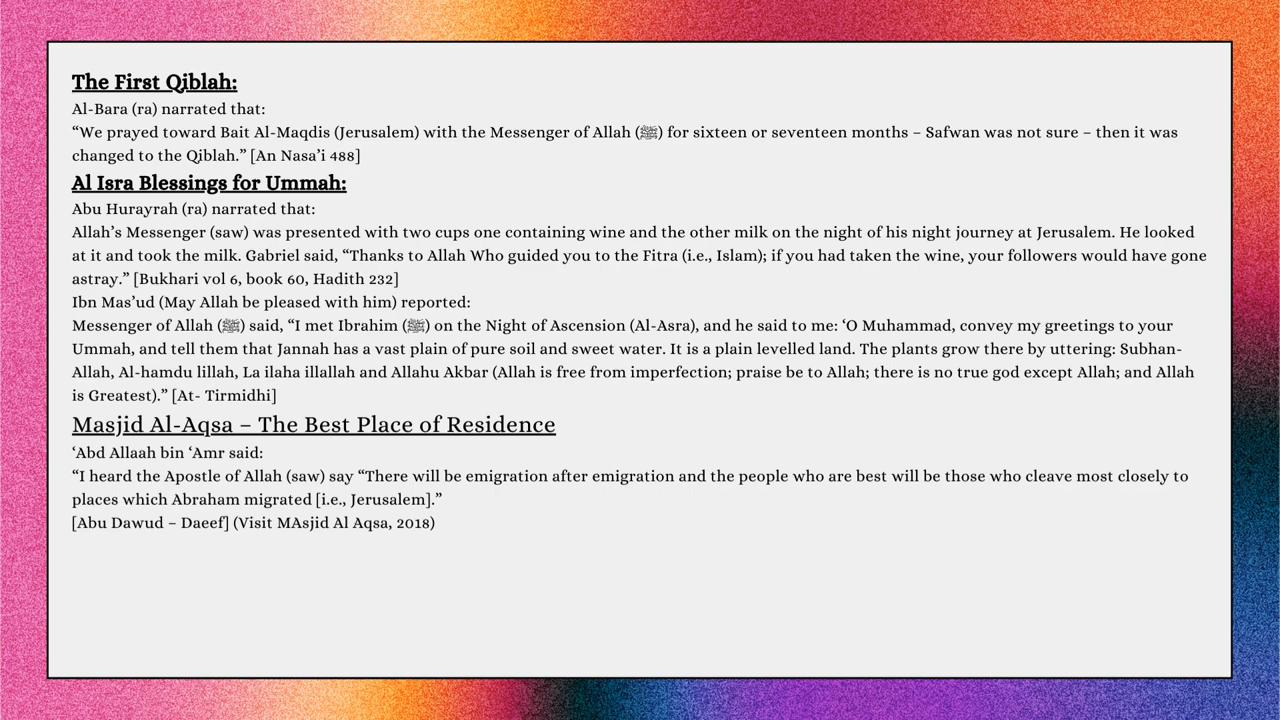 The First Qiblah:
Al-Bara (ra) narrated that:
“We prayed toward Bait Al-Maqdis (Jerusalem) with the Messenger of Allah (ﷺ) for sixteen or seventeen months – Safwan was not sure – then it was
changed to the Qiblah.” [An Nasa’i 488]
Al Isra Blessings for Ummah:
Abu Hurayrah (ra) narrated that:
Allah’s Messenger (saw) was presented with two cups one containing wine and the other milk on the night of his night journey at Jerusalem. He looked
at it and took the milk. Gabriel said, “Thanks to Allah Who guided you to the Fitra (i.e., Islam); if you had taken the wine, your followers would have gone
astray.” [Bukhari vol 6, book 60, Hadith 232]
Ibn Mas’ud (May Allah be pleased with him) reported:
Messenger of Allah (ﷺ) said, “I met Ibrahim (ﷺ) on the Night of Ascension (Al-Asra), and he said to me: ‘O Muhammad, convey my greetings to your
Ummah, and tell them that Jannah has a vast plain of pure soil and sweet water. It is a plain levelled land. The plants grow there by uttering: Subhan-
Allah, Al-hamdu lillah, La ilaha illallah and Allahu Akbar (Allah is free from imperfection; praise be to Allah; there is no true god except Allah; and Allah
is Greatest).” [At- Tirmidhi]
Masjid Al-Aqsa – The Best Place of Residence
‘Abd Allaah bin ‘Amr said:
“I heard the Apostle of Allah (saw) say “There will be emigration after emigration and the people who are best will be those who cleave most closely to
places which Abraham migrated [i.e., Jerusalem].”
[Abu Dawud – Daeef] (Visit MAsjid Al Aqsa, 2018)